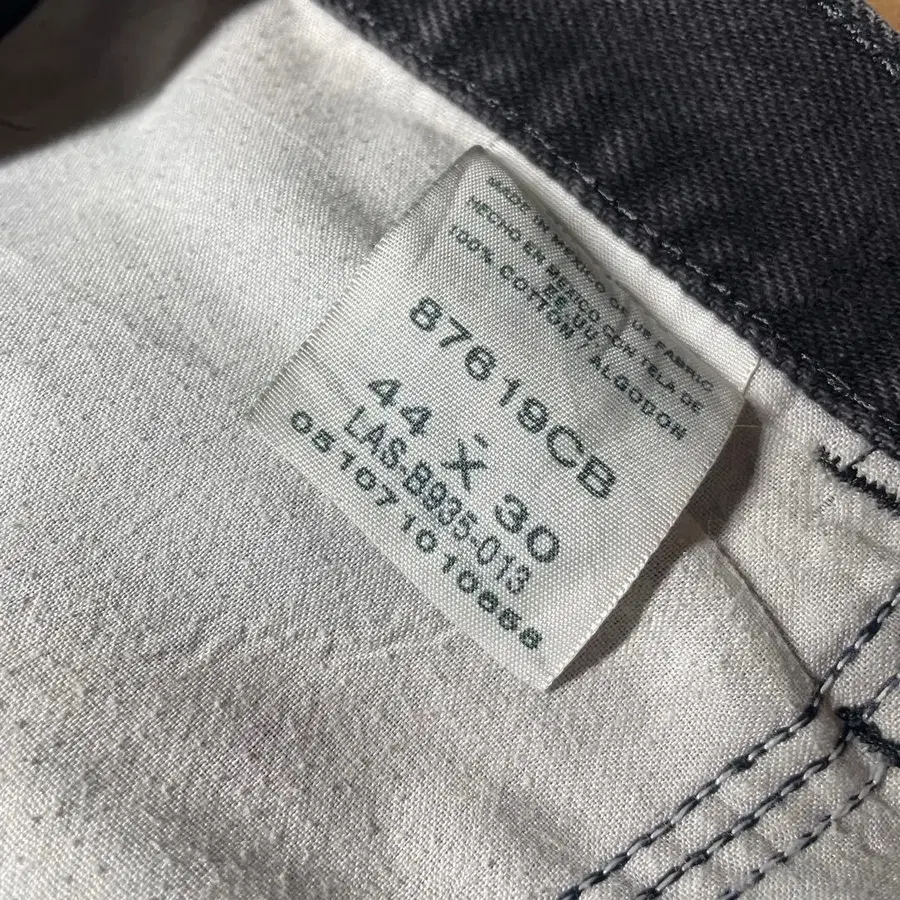 MADE IN MEXICO OF US FABRIC
HECHO EN MEXICO CON TELA DE
EE.UU.
100% COTTON / ALGODON
87619CB
44 X 30
LAS-B935-013
051071010656